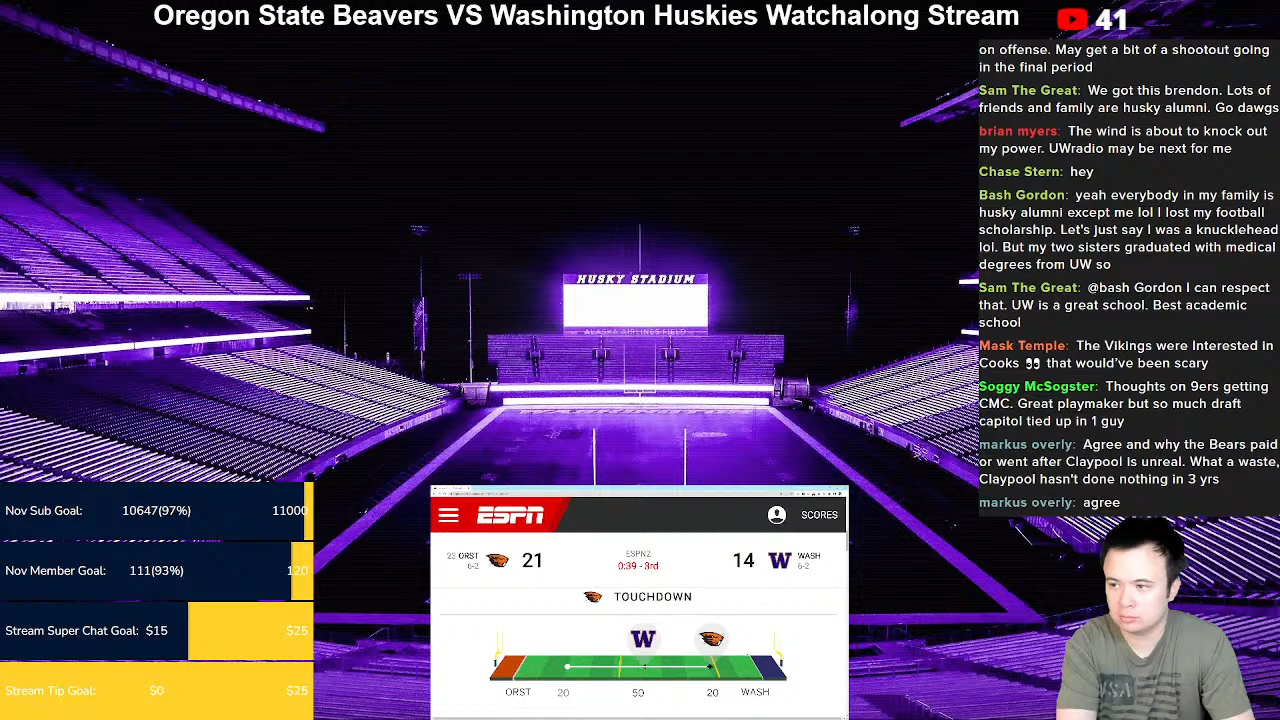 Oregon State Beavers VS Washington Huskies Watchalong Stream
41
on offense. May get a bit of a shootout going
in the final period
Sam The Great: We got this brendon. Lots of
friends and family are husky alumni. Go dawgs
brian myers: The wind is about to knock out
my power. UWradio may be next for me
Chase Stern: hey
Bash Gordon: yeah everybody in my family is
husky alumni except me lol I lost my football
scholarship. Let's just say I was a knucklehead
lol. But my two sisters graduated with medical
degrees from UW so
Sam The Great: @bash Gordon I can respect
that. UW is a great school. Best academic
school
Mask Temple: The Vikings were interested in
Cooks 👀 that would've been scary
Soggy McSogster: Thoughts on 9ers getting
CMC. Great playmaker but so much draft
capitol tied up in 1 guy
markus overly: Agree and why the Bears paid
or went after Claypool is unreal. What a waste,
Claypool hasn't done nothing in 3 yrs
markus overly: agree
HUSKY STADIUM
ALASKA AIRLINES FIELD
Nov Sub Goal: 10647(97%) 11000
Nov Member Goal: 111(93%) 120
Stream Super Chat Goal: $15 $25
Stream Tip Goal: $0 $25
ESPN SCORES
23 ORST 6-2 21
ESPN2
0:39 - 3rd
14 W WASH 6-2
TOUCHDOWN
W
ORST 20 50 20 WASH